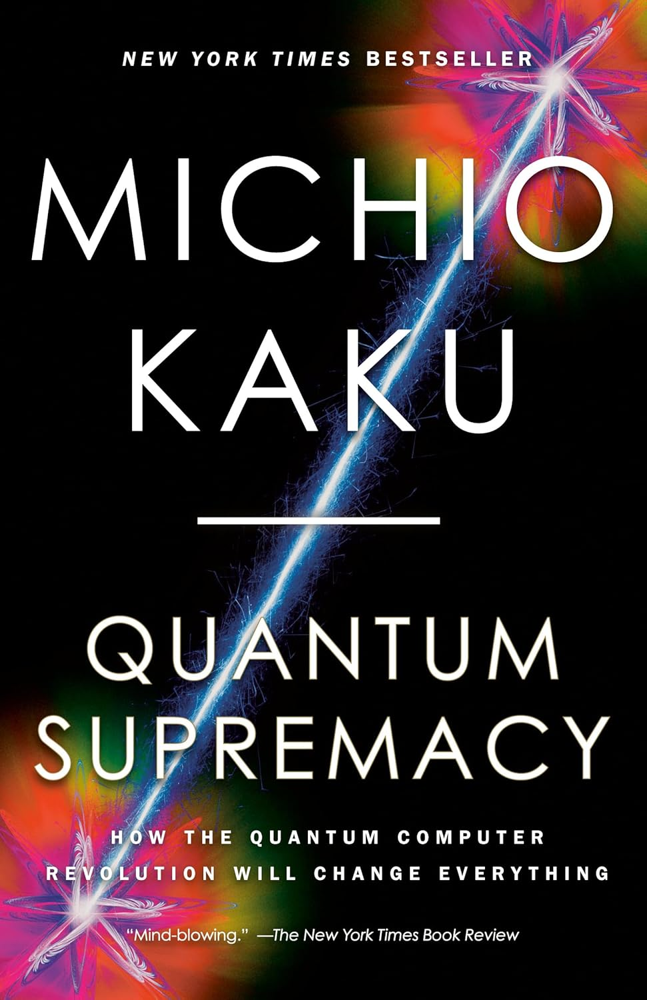 NEW YORK TIMES BESTSELLER
MICHIO
KAKU
QUANTUM
SUPREMACY
HOW THE QUANTUM COMPUTER
REVOLUTION WILL CHANGE EVERYTHING
“Mind-blowing.” —The New York Times Book Review